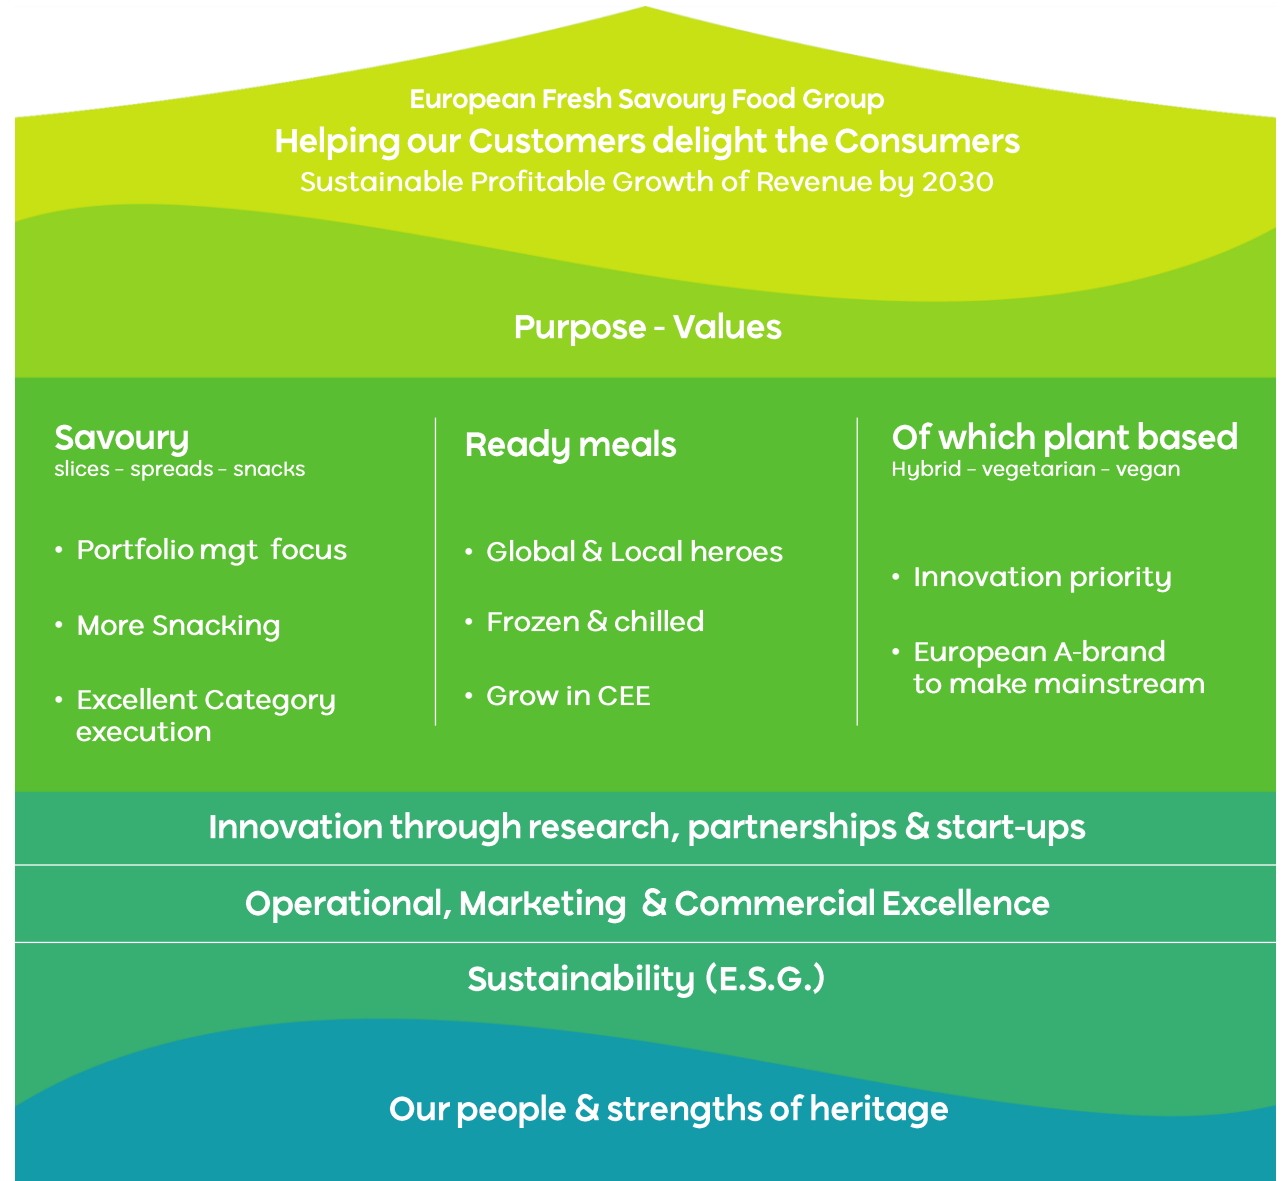 European Fresh Savoury Food Group
Helping our Customers delight the Consumers
Sustainable Profitable Growth of Revenue by 2030
Purpose - Values
Savoury
slices - spreads - snacks
• Portfolio mgt focus
• More Snacking
• Excellent Category
execution
Ready meals
• Global & Local heroes
• Frozen & chilled
• Grow in CEE
Of which plant based
Hybrid - vegetarian - vegan
• Innovation priority
• European A-brand
to make mainstream
Innovation through research, partnerships & start-ups
Operational, Marketing & Commercial Excellence
Sustainability (E.S.G.)
Our people & strengths of heritage